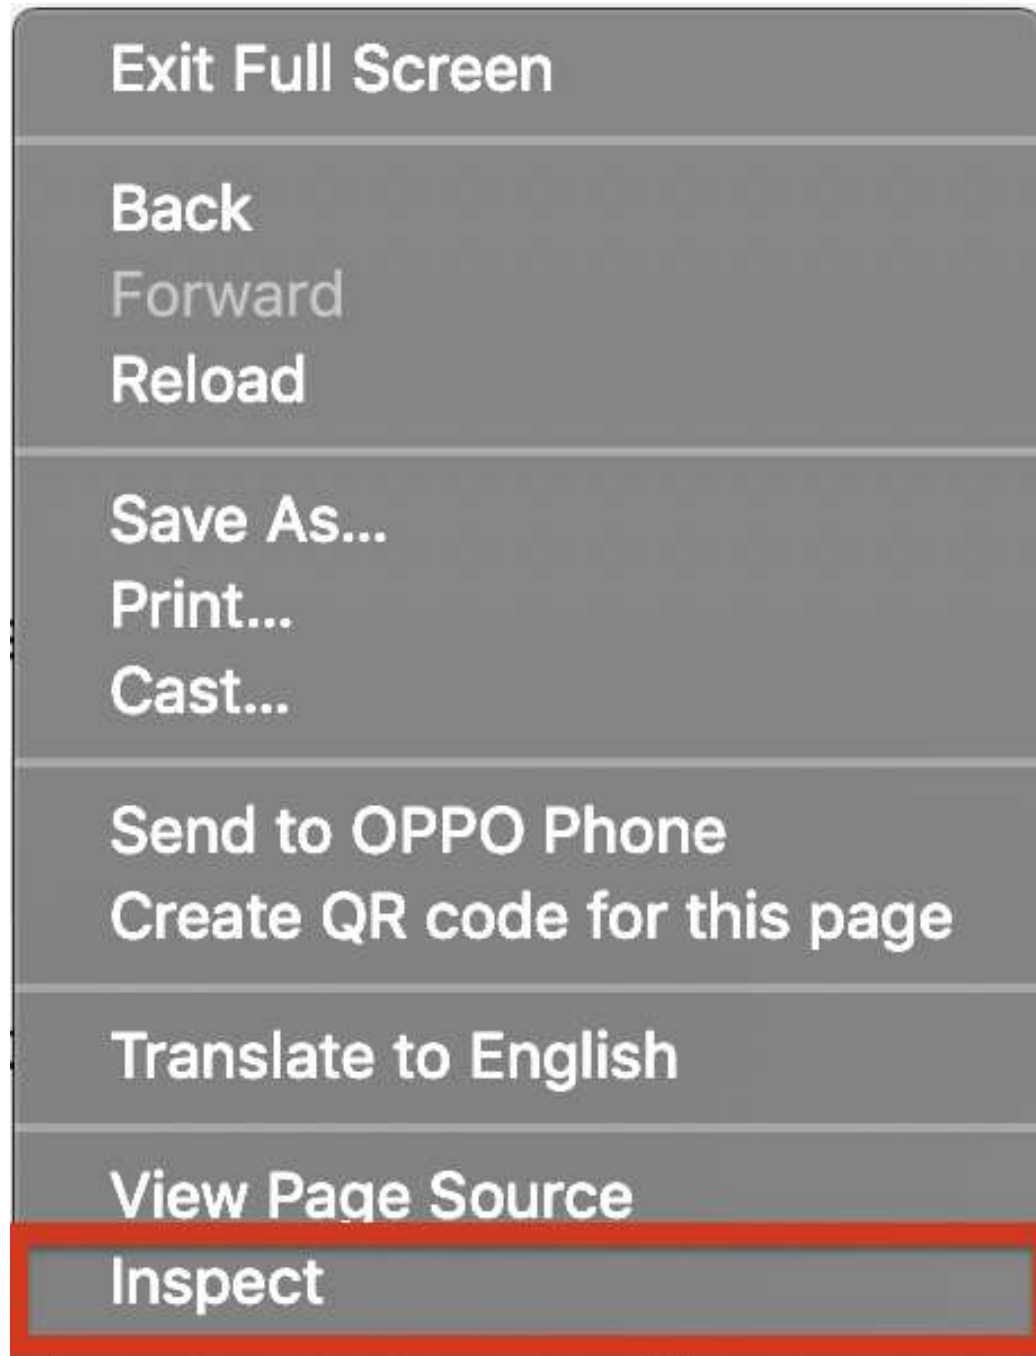 Exit Full Screen
Back
Forward
Reload
Save As...
Print...
Cast...
Send to OPPO Phone
Create QR code for this page
Translate to English
View Page Source
Inspect